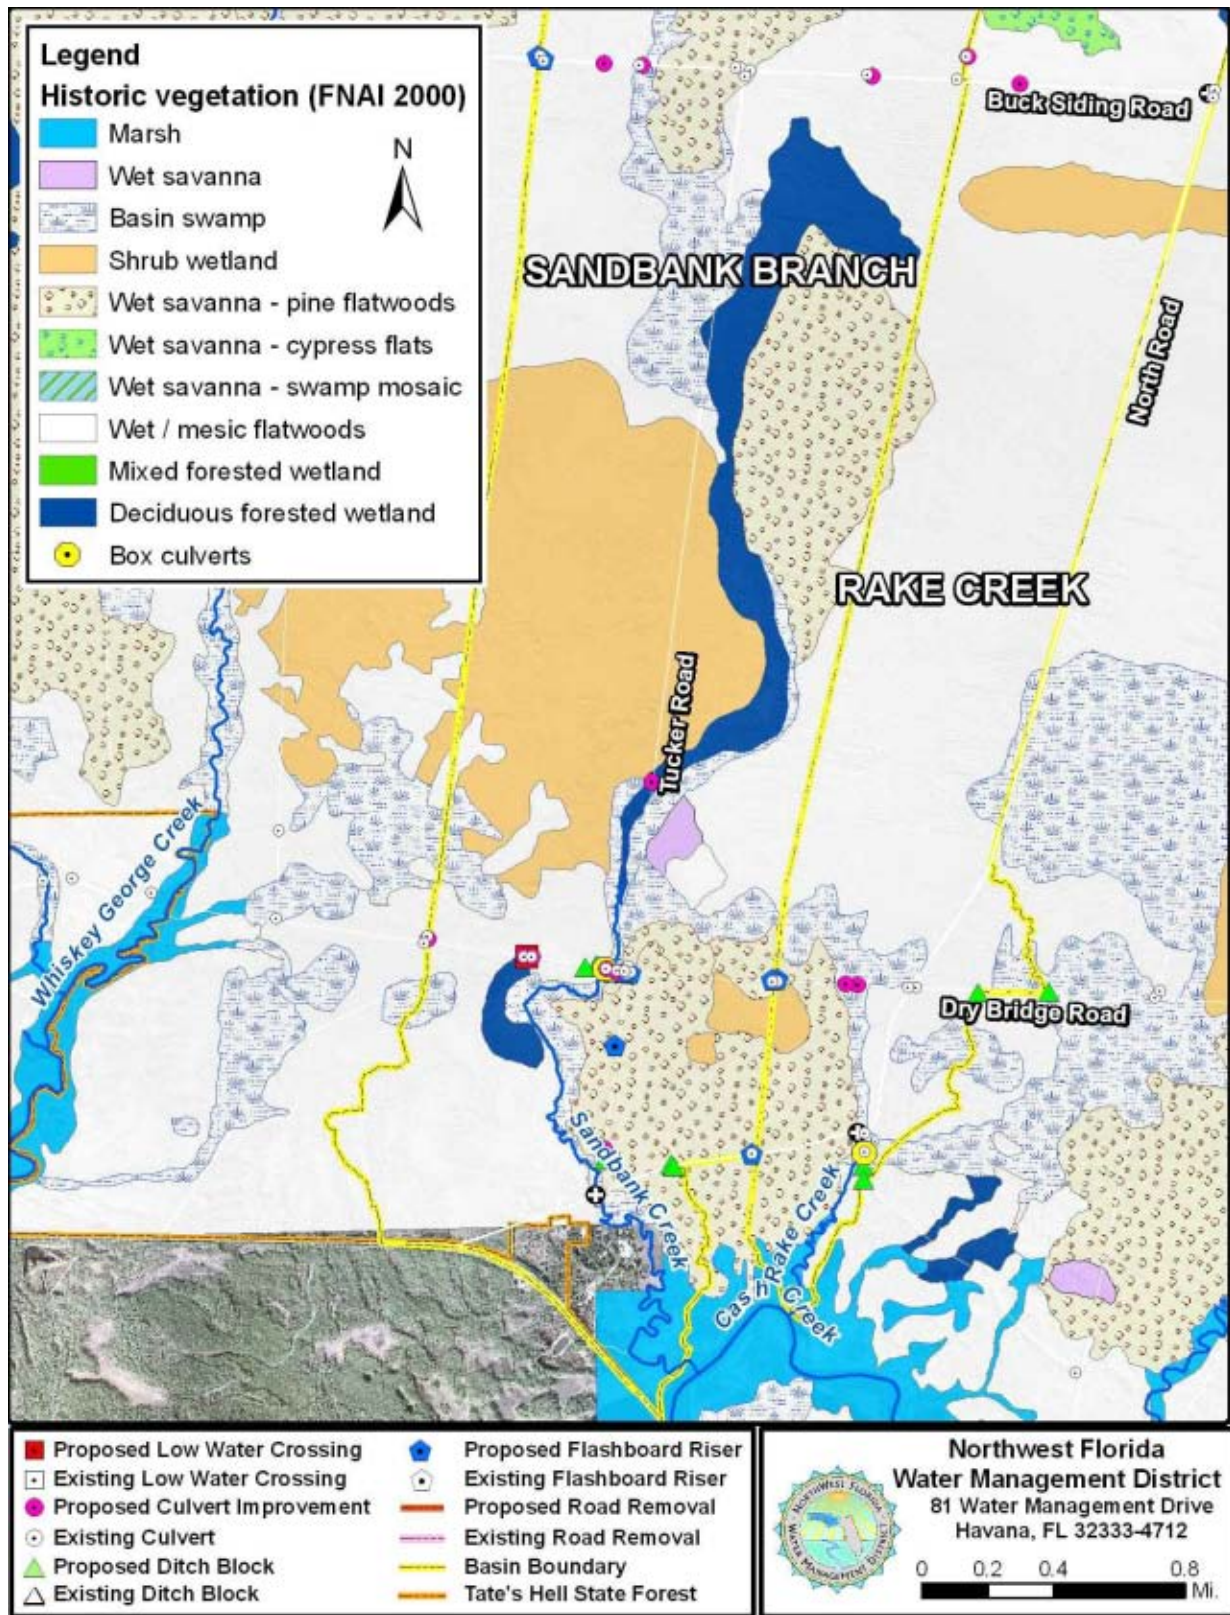 Legend
Historic vegetation (FNAI 2000)
Marsh
Wet savanna
Basin swamp
Shrub wetland
Wet savanna - pine flatwoods
Wet savanna - cypress flats
Wet savanna - swamp mosaic
Wet / mesic flatwoods
Mixed forested wetland
Deciduous forested wetland
Box culverts
N
Buck Siding Road
SANDBANK BRANCH
North Road
RAKE CREEK
Tucker Road
Whiskey George Creek
Dry Bridge Road
Sandbank Creek
Rake Creek
Cash Creek
Proposed Low Water Crossing
Existing Low Water Crossing
Proposed Culvert Improvement
Existing Culvert
Proposed Ditch Block
Existing Ditch Block
Proposed Flashboard Riser
Existing Flashboard Riser
Proposed Road Removal
Existing Road Removal
Basin Boundary
Tate's Hell State Forest
NORTHWEST FLORIDA
WATER MANAGEMENT DISTRICT
Northwest Florida
Water Management District
81 Water Management Drive
Havana, FL 32333-4712
0 0.2 0.4 0.8
Mi.